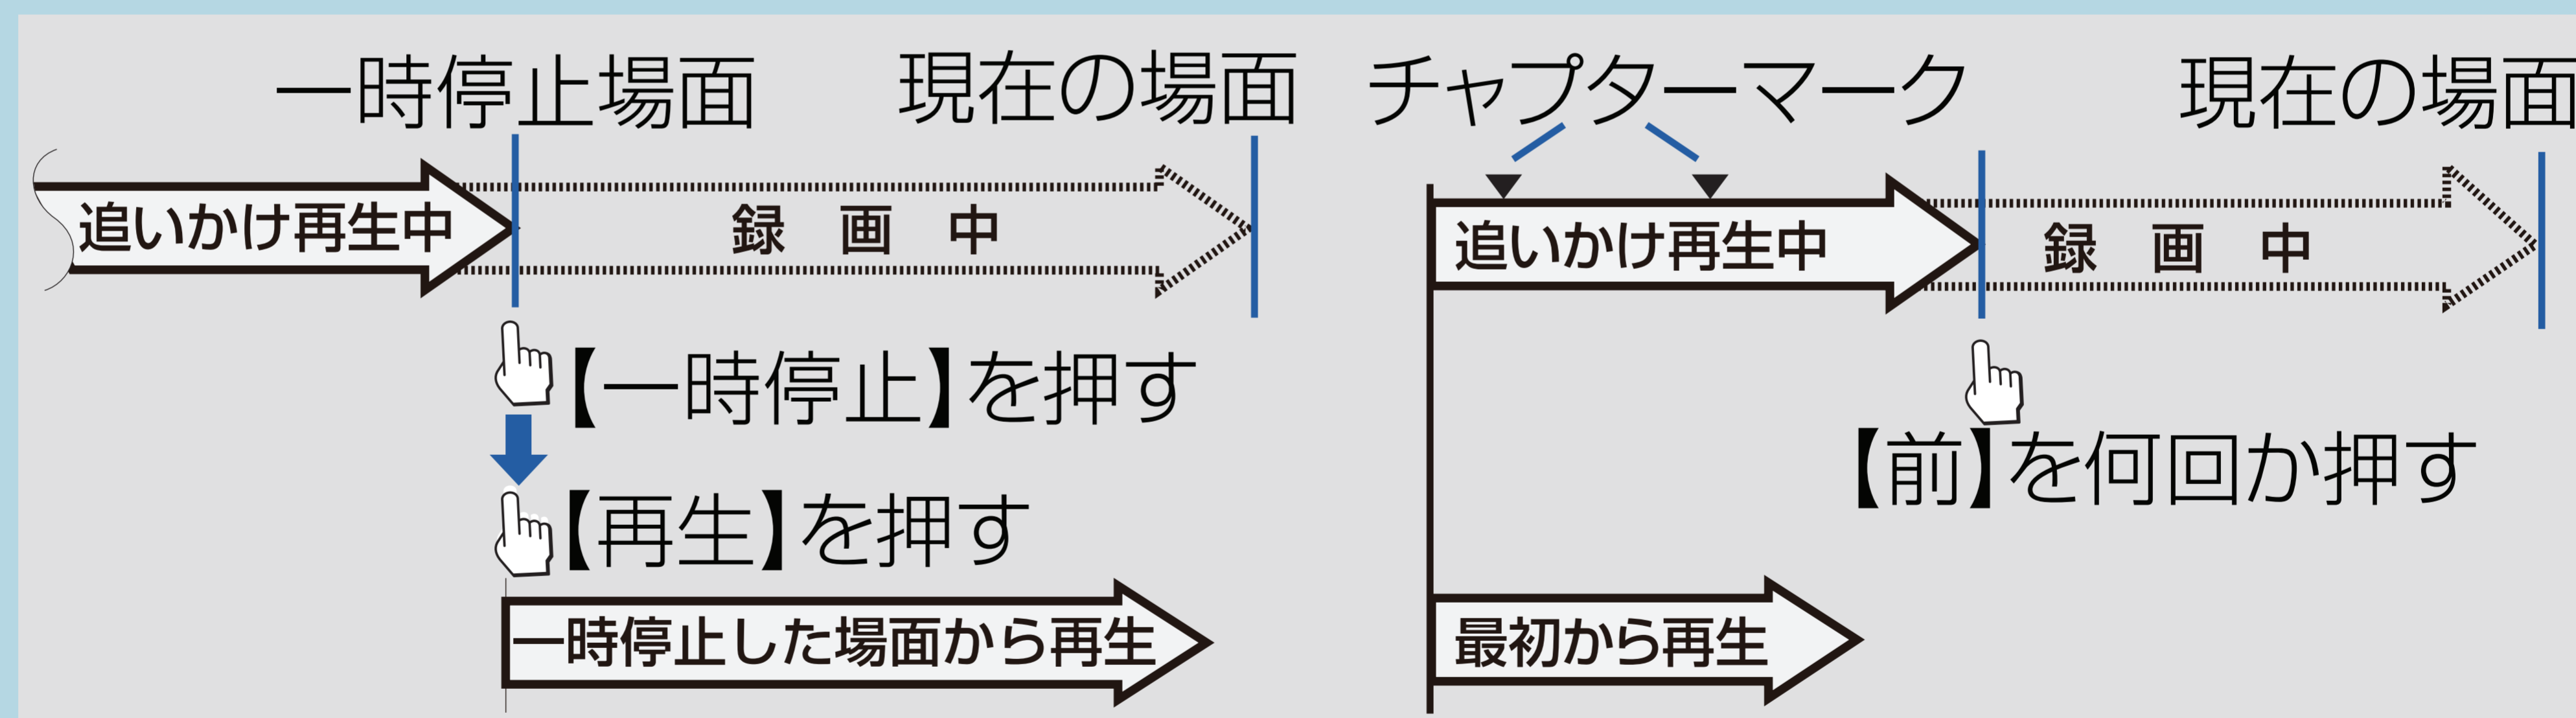 一時停止場面
現在の場面
追いかけ再生中
録画中
【一時停止】を押す
【再生】を押す
一時停止した場面から再生
チャプターマーク
現在の場面
追いかけ再生中
録画中
【前】を何回か押す
最初から再生